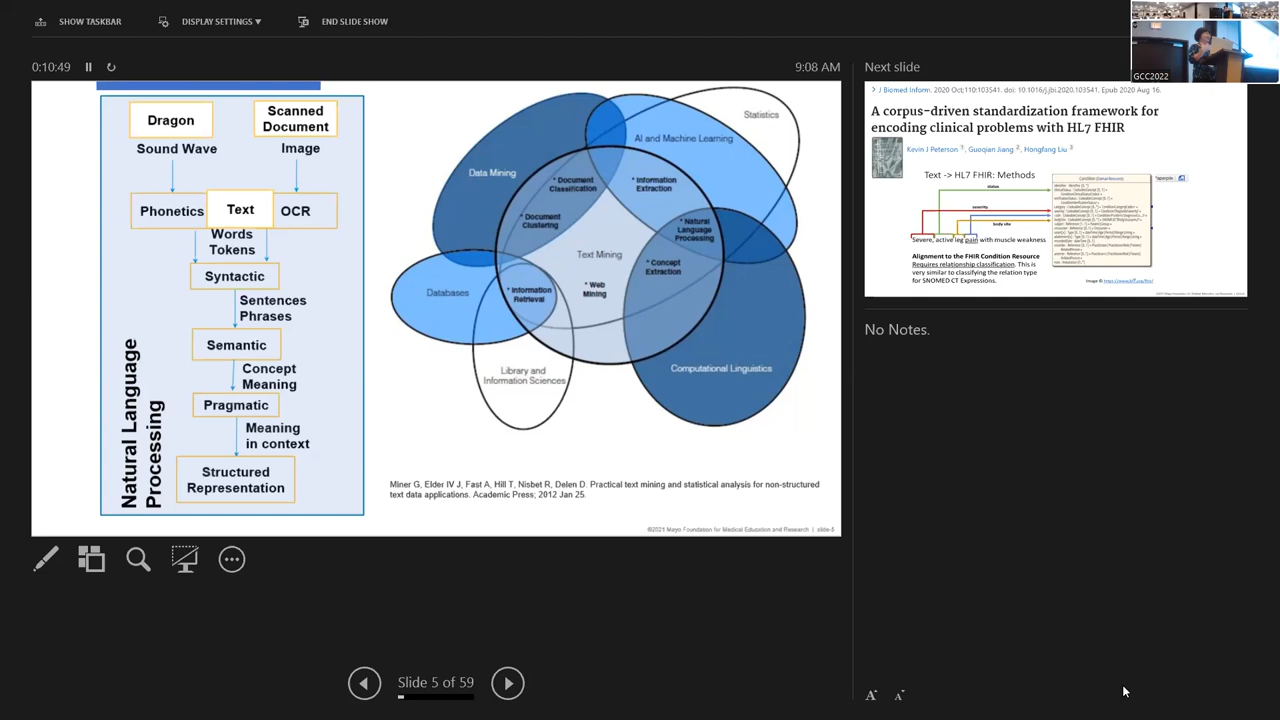 SHOW TASKBAR
DISPLAY SETTINGS ▼
END SLIDE SHOW
GCC2022
0:10:49
9:08 AM
Next slide
Dragon
Scanned
Document
Sound Wave
Image
Phonetics
Text
OCR
Words
Tokens
Syntactic
Sentences
Phrases
Semantic
Concept
Meaning
Pragmatic
Meaning
in context
Structured
Representation
Natural Language
Processing
Statistics
AI and Machine Learning
Data Mining
* Document
Classification
* Information
Extraction
* Document
Clustering
* Natural
Language
Processing
Text Mining
* Concept
Extraction
Databases
* Information
Retrieval
* Web
Mining
Library and
Information Sciences
Computational Linguistics
Miner G, Elder IV J, Fast A, Hill T, Nisbet R, Delen D. Practical text mining and statistical analysis for non-structured
text data applications. Academic Press; 2012 Jan 25.
©2021 Mayo Foundation for Medical Education and Research | slide-5
> J Biomed Inform. 2020 Oct;110:103541. doi: 10.1016/j.jbi.2020.103541. Epub 2020 Aug 16.
A corpus-driven standardization framework for
encoding clinical problems with HL7 FHIR
Kevin J Peterson 1, Guoqian Jiang 2, Hongfang Liu 3
Text -> HL7 FHIR: Methods
status
severity
body site
"Severe, active leg pain with muscle weakness
Alignment to the FHIR Condition Resource
Requires relationship classification. This is
very similar to classifying the relation type
for SNOMED CT Expressions.
No Notes.
Slide 5 of 59